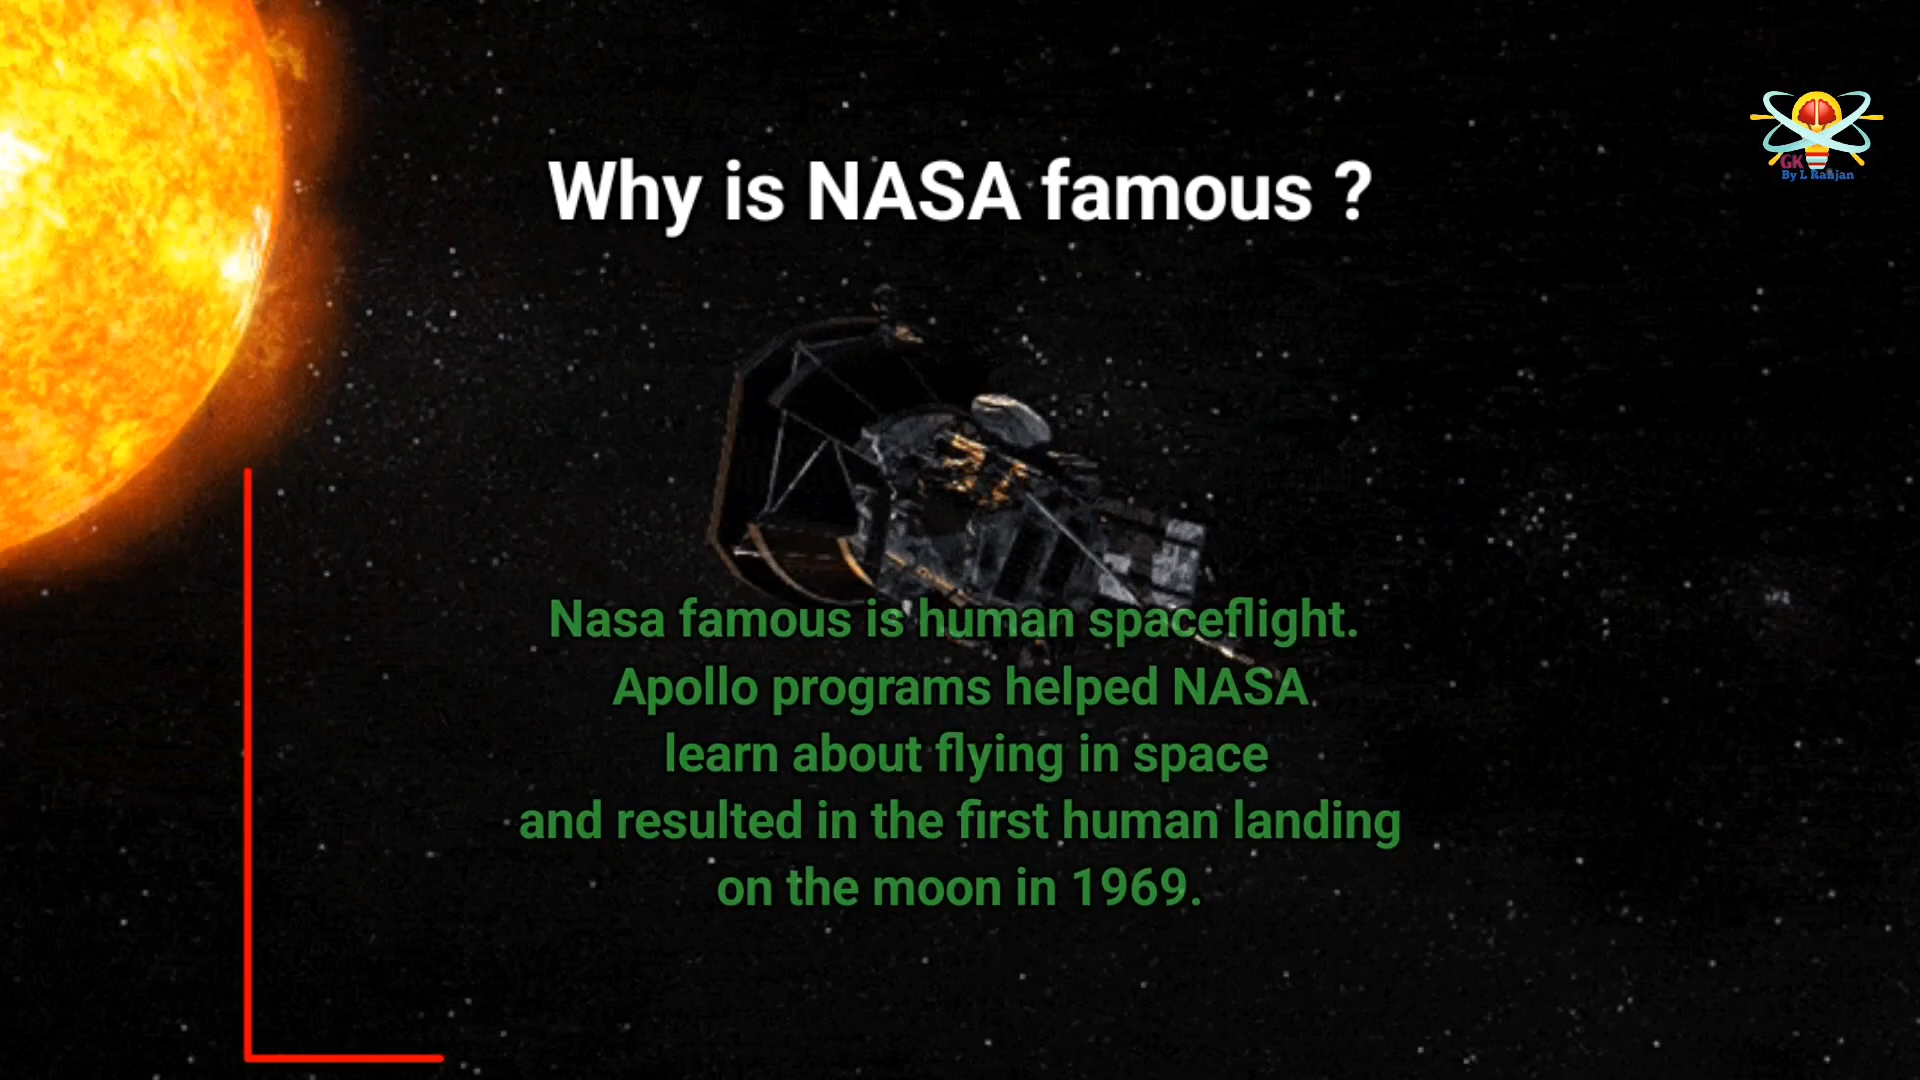 Why is NASA famous ?
GK
By L Ranjan
Nasa famous is human spaceflight.
Apollo programs helped NASA
learn about flying in space
and resulted in the first human landing
on the moon in 1969.